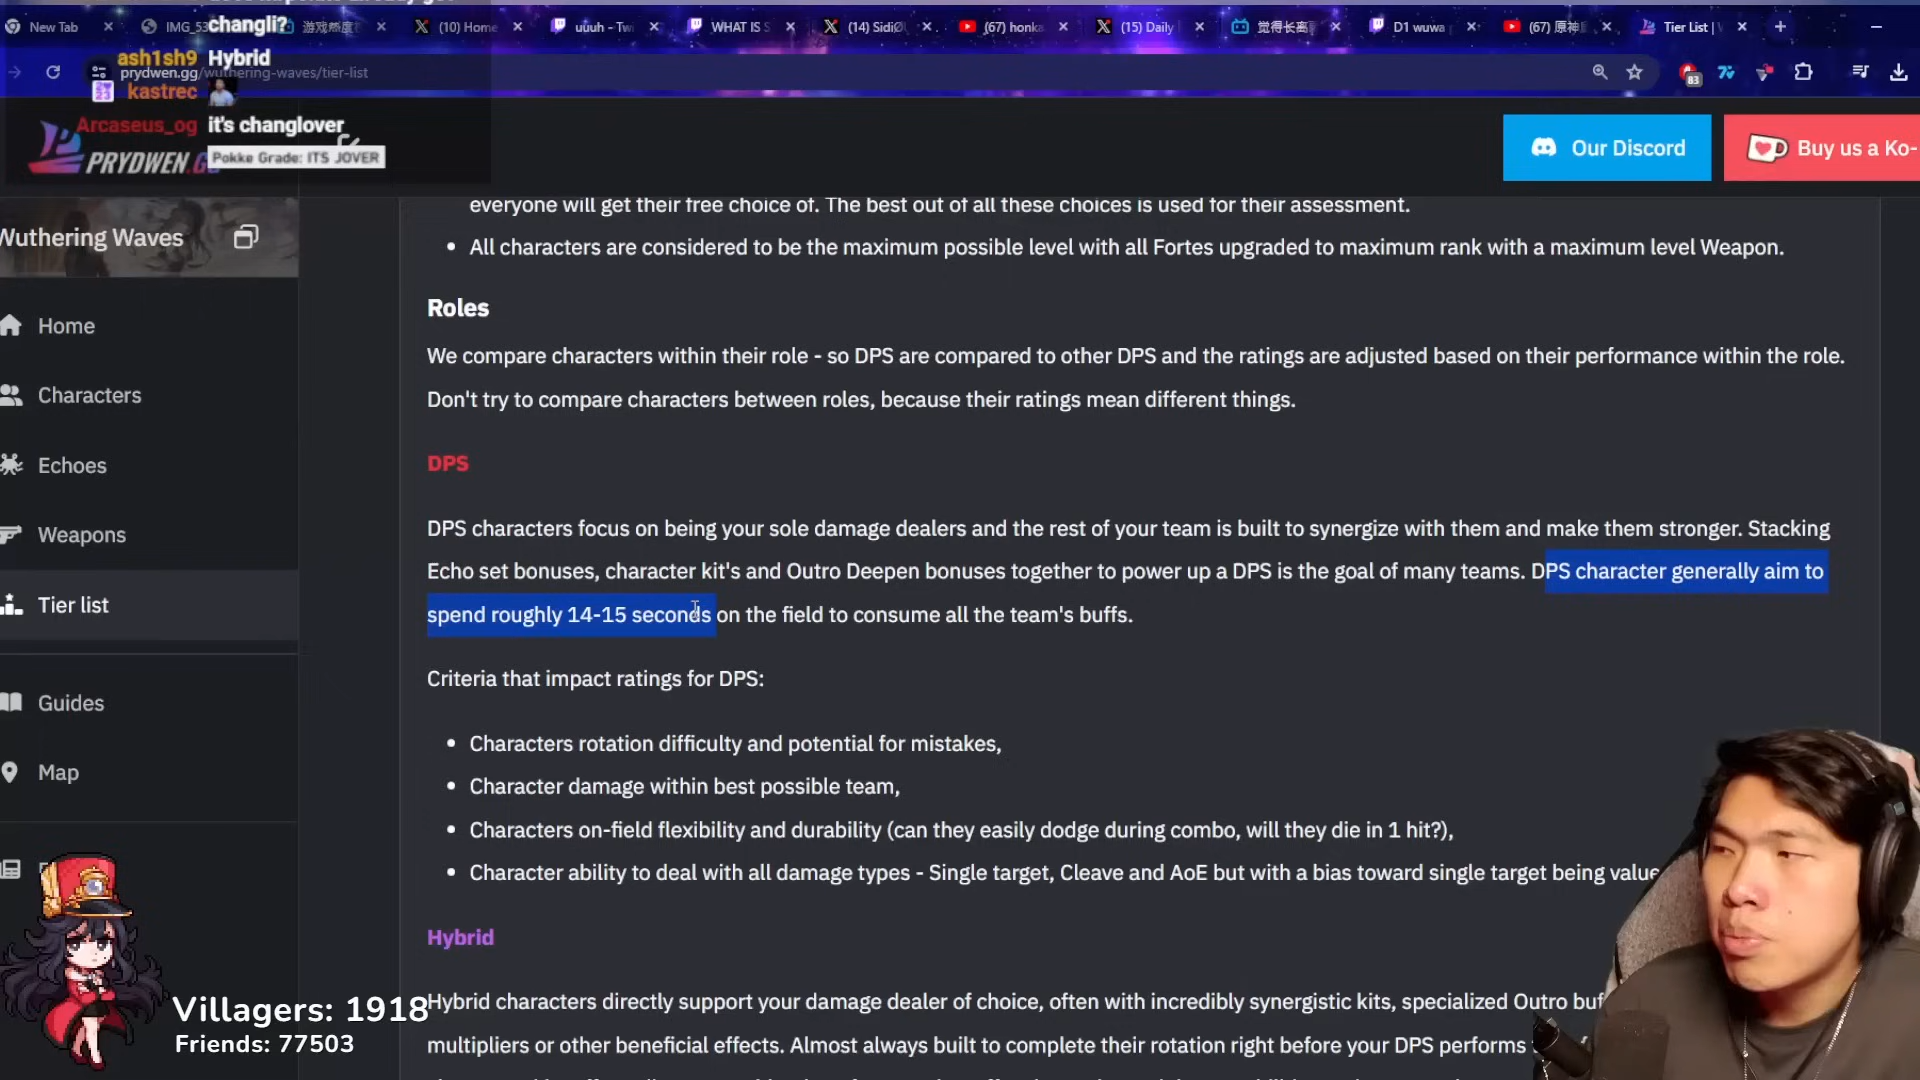 changli?
New Tab
IMG_53
游戏热度
(10) Home
uuuh - Twi
WHAT IS S
(14) Sidi
(67) honka
(15) Daily
觉得长离
D1 wuwa
(67) 原神
Tier List |
ash1sh9 Hybrid
prydwen.gg/wuthering-waves/tier-list
83
kastrec
Arcaseus_og it's changlover
PRYDWEN.G
Pokke Grade: ITS JOVER
Our Discord
Buy us a Ko-
Wuthering Waves
Home
Characters
Echoes
Weapons
Tier list
Guides
Map
everyone will get their free choice of. The best out of all these choices is used for their assessment.
• All characters are considered to be the maximum possible level with all Fortes upgraded to maximum rank with a maximum level Weapon.
Roles
We compare characters within their role - so DPS are compared to other DPS and the ratings are adjusted based on their performance within the role.
Don't try to compare characters between roles, because their ratings mean different things.
DPS
DPS characters focus on being your sole damage dealers and the rest of your team is built to synergize with them and make them stronger. Stacking
Echo set bonuses, character kit's and Outro Deepen bonuses together to power up a DPS is the goal of many teams. DPS character generally aim to
spend roughly 14-15 seconds on the field to consume all the team's buffs.
Criteria that impact ratings for DPS:
• Characters rotation difficulty and potential for mistakes,
• Character damage within best possible team,
• Characters on-field flexibility and durability (can they easily dodge during combo, will they die in 1 hit?),
• Character ability to deal with all damage types - Single target, Cleave and AoE but with a bias toward single target being value
Hybrid
Hybrid characters directly support your damage dealer of choice, often with incredibly synergistic kits, specialized Outro buf
multipliers or other beneficial effects. Almost always built to complete their rotation right before your DPS performs
Villagers: 1918
Friends: 77503